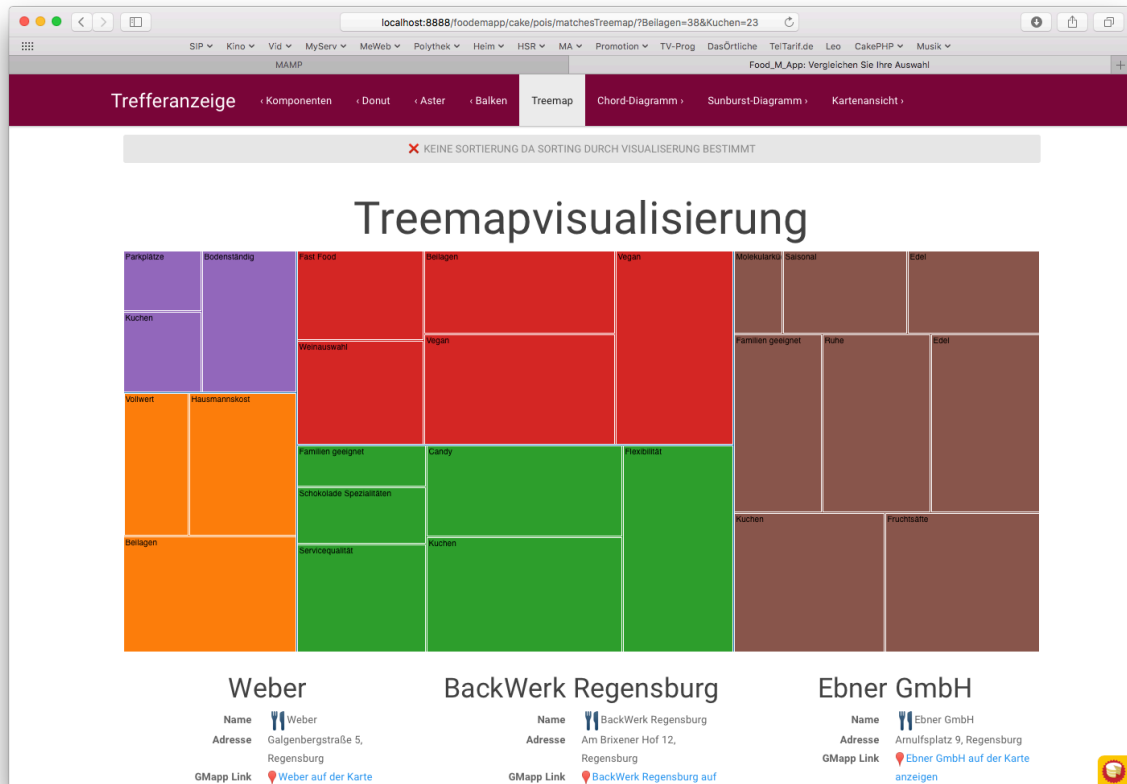 localhost:8888/foodemapp/cake/pois/matchesTreemap/?Beilagen=38&Kuchen=23
SIP Kino Vid MyServ MeWeb Polythek Heim HSR MA Promotion TV-Prog DasÖrtliche TelTarif.de Leo CakePHP Musik
MAMP Food_M_App: Vergleichen Sie Ihre Auswahl
Trefferanzeige ‹ Komponenten ‹ Donut ‹ Aster ‹ Balken Treemap Chord-Diagramm › Sunburst-Diagramm › Kartenansicht ›
❌ KEINE SORTIERUNG DA SORTING DURCH VISUALISERUNG BESTIMMT
Treemapvisualisierung
Parkplätze Bodenständig Fast Food Beilagen Vegan Molekularkü Saisonal Edel
Kuchen
Weinauswahl Vegan Familien geeignet Ruhe Edel
Vollwert Hausmannskost
Familien geeignet Candy Flexibilität
Schokolade Spezialitäten
Kuchen Fruchtsäfte
Beilagen Servicequalität Kuchen
Weber BackWerk Regensburg Ebner GmbH
Name Weber Name BackWerk Regensburg Name Ebner GmbH
Adresse Galgenbergstraße 5, Adresse Am Brixener Hof 12, Adresse Arnulfsplatz 9, Regensburg
Regensburg Regensburg GMapp Link Ebner GmbH auf der Karte
GMapp Link Weber auf der Karte GMapp Link BackWerk Regensburg auf anzeigen